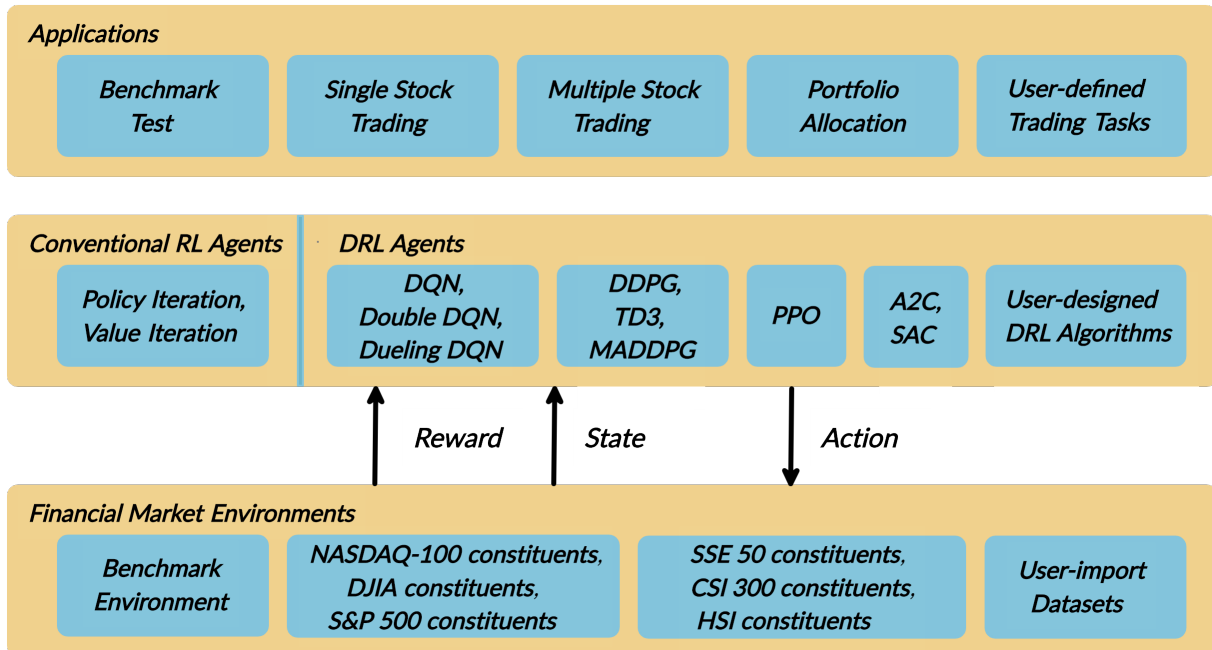 Applications
Benchmark
Test
Single Stock
Trading
Multiple Stock
Trading
Portfolio
Allocation
User-defined
Trading Tasks
Conventional RL Agents
DRL Agents
Policy Iteration,
Value Iteration
DQN,
Double DQN,
Dueling DQN
DDPG,
TD3,
MADDPG
PPO
A2C,
SAC
User-designed
DRL Algorithms
Reward
State
Action
Financial Market Environments
Benchmark
Environment
NASDAQ-100 constituents,
DJIA constituents,
S&P 500 constituents
SSE 50 constituents,
CSI 300 constituents,
HSI constituents
User-import
Datasets